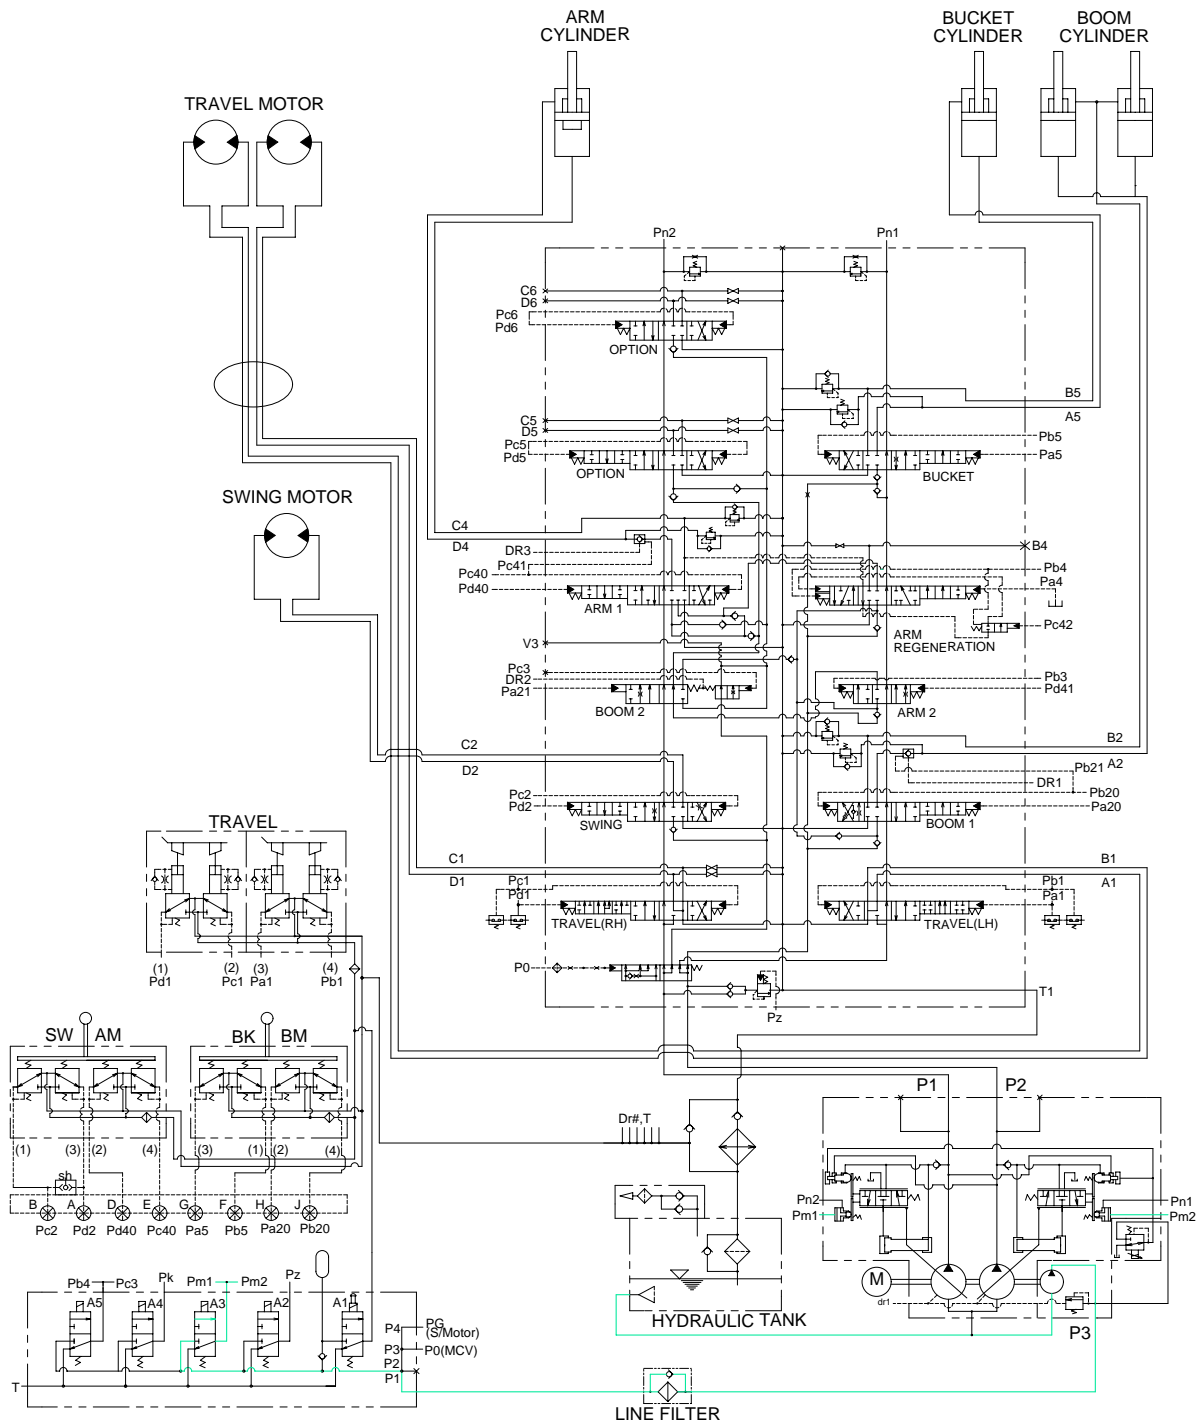 ARM
CYLINDER
BUCKET
CYLINDER
BOOM
CYLINDER
TRAVEL MOTOR
Pn2
Pn1
C6
D6
Pc6
Pd6
OPTION
B5
A5
C5
D5
Pc5
Pd5
OPTION
Pb5
Pa5
BUCKET
SWING MOTOR
C4
D4
DR3
Pc41
Pc40
Pd40
ARM 1
B4
Pb4
Pa4
Pc42
ARM
REGENERATION
V3
Pc3
DR2
Pa21
BOOM 2
Pb3
Pd41
ARM 2
C2
D2
B2
A2
Pb21
DR1
Pc2
Pd2
SWING
Pb20
Pa20
BOOM 1
TRAVEL
C1
D1
B1
A1
Pc1
Pd1
TRAVEL(RH)
Pb1
Pa1
TRAVEL(LH)
(1)
Pd1
(2)
Pc1
(3)
Pa1
(4)
Pb1
P0
T1
Pz
SW AM
BK BM
(1) (3) (2) (4) (3) (1) (2) (4)
sh
B A D E G F H J
Pc2 Pd2 Pd40 Pc40 Pa5 Pb5 Pa20 Pb20
Dr#,T
P1 P2
Pn2
Pm1
Pn1
Pm2
M
dr1
P3
HYDRAULIC TANK
Pb4 Pc3 Pk Pm1 Pm2 Pz
A5 A4 A3 A2 A1
P4 PG
(S/Motor)
P3 P0(MCV)
P2
P1
T
LINE FILTER